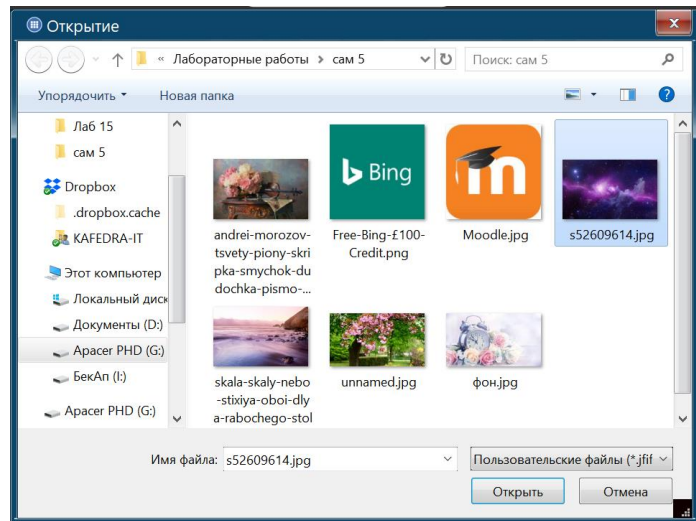 Открытие
« Лабораторные работы > сам 5
Поиск: сам 5
Упорядочить
Новая папка
Лаб 15
сам 5
Dropbox
.dropbox.cache
KAFEDRA-IT
Этот компьютер
Локальный диск
Документы (D:)
Apacer PHD (G:)
БекАп (I:)
Apacer PHD (G:)
Bing
m
andrei-morozov-
tsvety-piony-skri
pka-smychok-du
dochka-pismo-...
Free-Bing-£100-
Credit.png
Moodle.jpg
s52609614.jpg
skala-skaly-nebo
-stixiya-oboi-dly
a-rabochego-stol
unnamed.jpg
фон.jpg
Имя файла:
s52609614.jpg
Пользовательские файлы (*.jfif
Открыть
Отмена